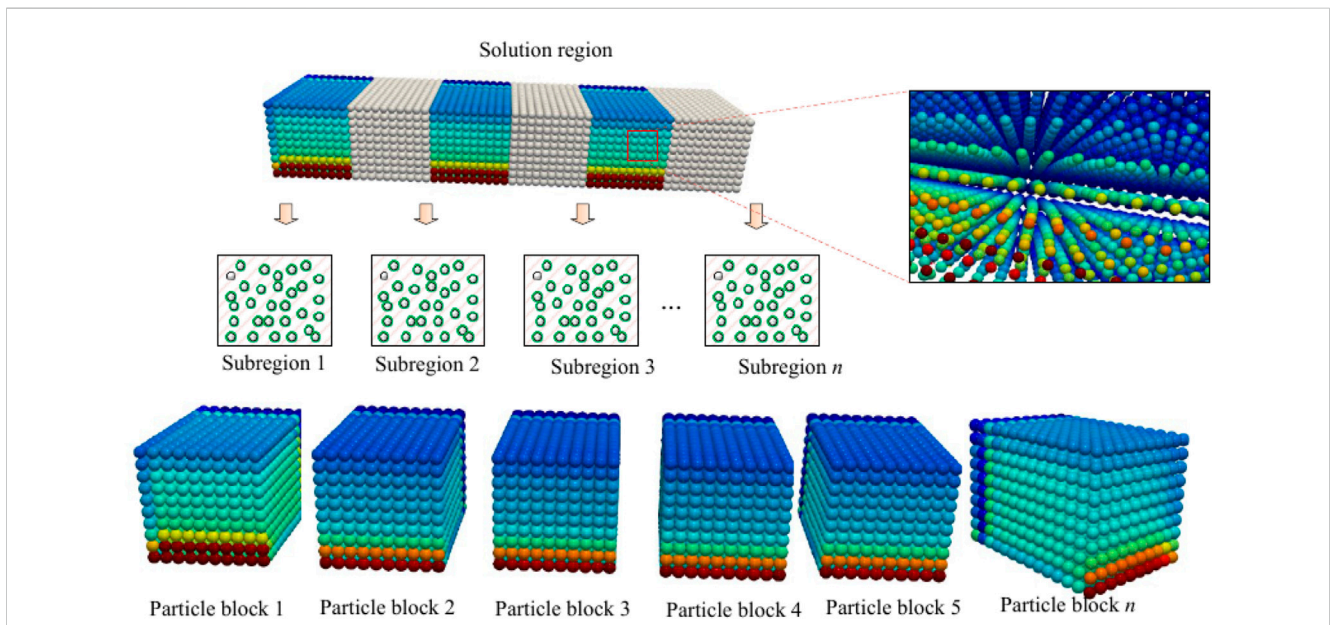 Solution region
...
Subregion 1
Subregion 2
Subregion 3
Subregion n
Particle block 1
Particle block 2
Particle block 3
Particle block 4
Particle block 5
Particle block n